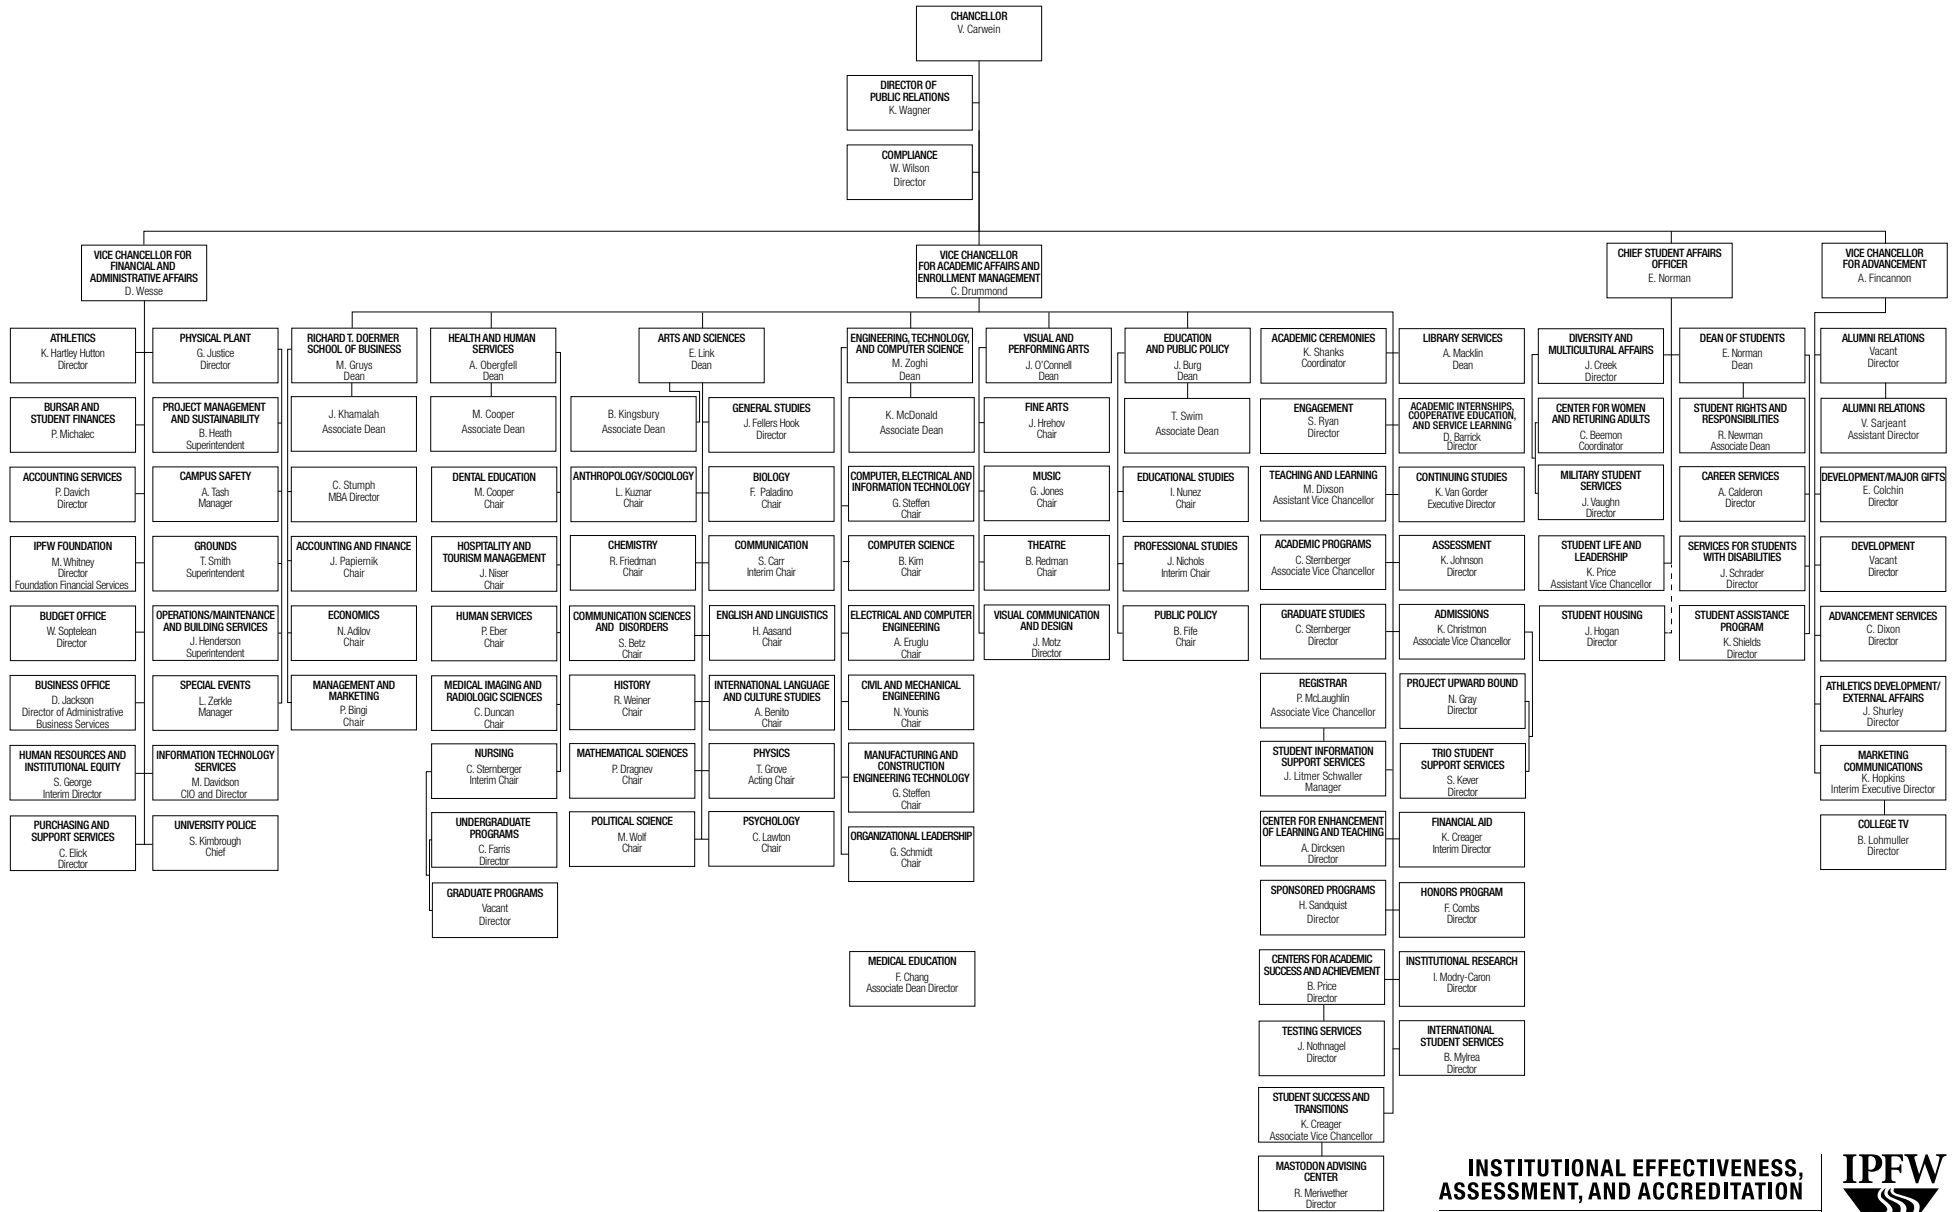 CHANCELLOR
V. Carwein
DIRECTOR OF
PUBLIC RELATIONS
K. Wagner
COMPLIANCE
W. Wilson
Director
VICE CHANCELLOR FOR
FINANCIAL AND
ADMINISTRATIVE AFFAIRS
D. Wesse
VICE CHANCELLOR
FOR ACADEMIC AFFAIRS AND
ENROLLMENT MANAGEMENT
C. Drummond
CHIEF STUDENT AFFAIRS
OFFICER
E. Norman
VICE CHANCELLOR
FOR ADVANCEMENT
A. Fincannon
ATHLETICS
K. Hartley Hutton
Director
PHYSICAL PLANT
G. Justice
Director
RICHARD T. DOERMER
SCHOOL OF BUSINESS
M. Gruys
Dean
HEALTH AND HUMAN
SERVICES
A. Obergfell
Dean
ARTS AND SCIENCES
E. Link
Dean
ENGINEERING, TECHNOLOGY,
AND COMPUTER SCIENCE
M. Zoghi
Dean
VISUAL AND
PERFORMING ARTS
J. O'Connell
Dean
EDUCATION
AND PUBLIC POLICY
J. Burg
Dean
ACADEMIC CEREMONIES
K. Shanks
Coordinator
LIBRARY SERVICES
A. Macklin
Dean
DIVERSITY AND
MULTICULTURAL AFFAIRS
J. Creek
Director
DEAN OF STUDENTS
E. Norman
Dean
ALUMNI RELATIONS
Vacant
Director
BURSAR AND
STUDENT FINANCES
P. Michalec
PROJECT MANAGEMENT
AND SUSTAINABILITY
B. Heath
Superintendent
J. Khamalah
Associate Dean
M. Cooper
Associate Dean
B. Kingsbury
Associate Dean
GENERAL STUDIES
J. Fellers Hook
Director
K. McDonald
Associate Dean
FINE ARTS
J. Hrehov
Chair
T. Swim
Associate Dean
ENGAGEMENT
S. Ryan
Director
ACADEMIC INTERNSHIPS,
COOPERATIVE EDUCATION,
AND SERVICE LEARNING
D. Barrick
Director
CENTER FOR WOMEN
AND RETURING ADULTS
C. Beemon
Coordinator
STUDENT RIGHTS AND
RESPONSIBILITIES
R. Newman
Associate Dean
ALUMNI RELATIONS
V. Sarjeant
Assistant Director
ACCOUNTING SERVICES
P. Davich
Director
CAMPUS SAFETY
A. Tash
Manager
C. Stumph
MBA Director
DENTAL EDUCATION
M. Cooper
Chair
ANTHROPOLOGY/SOCIOLOGY
L. Kuznar
Chair
BIOLOGY
F. Paladino
Chair
COMPUTER, ELECTRICAL AND
INFORMATION TECHNOLOGY
G. Steffen
Chair
MUSIC
G. Jones
Chair
EDUCATIONAL STUDIES
I. Nunez
Chair
TEACHING AND LEARNING
M. Dixson
Assistant Vice Chancellor
CONTINUING STUDIES
K. Van Gorder
Executive Director
MILITARY STUDENT
SERVICES
J. Vaughn
Director
CAREER SERVICES
A. Calderon
Director
DEVELOPMENT/MAJOR GIFTS
E. Colchin
Director
IPFW FOUNDATION
M. Whitney
Director
Foundation Financial Services
GROUNDS
T. Smith
Superintendent
ACCOUNTING AND FINANCE
J. Papiernik
Chair
HOSPITALITY AND
TOURISM MANAGEMENT
J. Niser
Chair
CHEMISTRY
R. Friedman
Chair
COMMUNICATION
S. Carr
Interim Chair
COMPUTER SCIENCE
B. Kim
Chair
THEATRE
B. Redman
Chair
PROFESSIONAL STUDIES
J. Nichols
Interim Chair
ACADEMIC PROGRAMS
C. Sternberger
Associate Vice Chancellor
ASSESSMENT
K. Johnson
Director
STUDENT LIFE AND
LEADERSHIP
K. Price
Assistant Vice Chancellor
SERVICES FOR STUDENTS
WITH DISABILITIES
J. Schrader
Director
DEVELOPMENT
Vacant
Director
BUDGET OFFICE
W. Soptelean
Director
OPERATIONS/MAINTENANCE
AND BUILDING SERVICES
J. Henderson
Superintendent
ECONOMICS
N. Adilov
Chair
HUMAN SERVICES
P. Eber
Chair
COMMUNICATION SCIENCES
AND DISORDERS
S. Betz
Chair
ENGLISH AND LINGUISTICS
H. Aasand
Chair
ELECTRICAL AND COMPUTER
ENGINEERING
A. Eruglu
Chair
VISUAL COMMUNICATION
AND DESIGN
J. Motz
Director
PUBLIC POLICY
B. Fife
Chair
GRADUATE STUDIES
C. Sternberger
Director
ADMISSIONS
K. Christmon
Associate Vice Chancellor
STUDENT HOUSING
J. Hogan
Director
STUDENT ASSISTANCE
PROGRAM
K. Shields
Director
ADVANCEMENT SERVICES
C. Dixon
Director
BUSINESS OFFICE
D. Jackson
Director of Administrative
Business Services
SPECIAL EVENTS
L. Zerkle
Manager
MANAGEMENT AND
MARKETING
P. Bingi
Chair
MEDICAL IMAGING AND
RADIOLOGIC SCIENCES
C. Duncan
Chair
HISTORY
R. Weiner
Chair
INTERNATIONAL LANGUAGE
AND CULTURE STUDIES
A. Benito
Chair
CIVIL AND MECHANICAL
ENGINEERING
N. Younis
Chair
REGISTRAR
P. McLaughlin
Associate Vice Chancellor
PROJECT UPWARD BOUND
N. Gray
Director
ATHLETICS DEVELOPMENT/
EXTERNAL AFFAIRS
J. Shurley
Director
HUMAN RESOURCES AND
INSTITUTIONAL EQUITY
S. George
Interim Director
INFORMATION TECHNOLOGY
SERVICES
M. Davidson
CIO and Director
NURSING
C. Sternberger
Interim Chair
MATHEMATICAL SCIENCES
P. Dragnev
Chair
PHYSICS
T. Grove
Acting Chair
MANUFACTURING AND
CONSTRUCTION
ENGINEERING TECHNOLOGY
G. Steffen
Chair
STUDENT INFORMATION
SUPPORT SERVICES
J. Litmer Schwaller
Manager
TRIO STUDENT
SUPPORT SERVICES
S. Kever
Director
MARKETING
COMMUNICATIONS
K. Hopkins
Interim Executive Director
PURCHASING AND
SUPPORT SERVICES
C. Elick
Director
UNIVERSITY POLICE
S. Kimbrough
Chief
UNDERGRADUATE
PROGRAMS
C. Farris
Director
POLITICAL SCIENCE
M. Wolf
Chair
PSYCHOLOGY
C. Lawton
Chair
ORGANIZATIONAL LEADERSHIP
G. Schmidt
Chair
CENTER FOR ENHANCEMENT
OF LEARNING AND TEACHING
A. Dircksen
Director
FINANCIAL AID
K. Creager
Interim Director
COLLEGE TV
B. Lohmuller
Director
GRADUATE PROGRAMS
Vacant
Director
SPONSORED PROGRAMS
H. Sandquist
Director
HONORS PROGRAM
F. Combs
Director
MEDICAL EDUCATION
F. Chang
Associate Dean Director
CENTERS FOR ACADEMIC
SUCCESS AND ACHIEVEMENT
B. Price
Director
INSTITUTIONAL RESEARCH
I. Modry-Caron
Director
TESTING SERVICES
J. Nothnagel
Director
INTERNATIONAL
STUDENT SERVICES
B. Mylrea
Director
STUDENT SUCCESS AND
TRANSITIONS
K. Creager
Associate Vice Chancellor
MASTODON ADVISING
CENTER
R. Meriwether
Director
INSTITUTIONAL EFFECTIVENESS,
ASSESSMENT, AND ACCREDITATION
IPFW